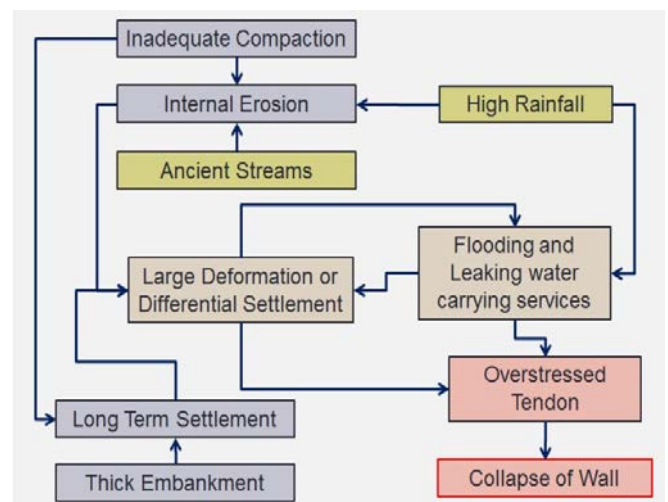 Inadequate Compaction
Internal Erosion
High Rainfall
Ancient Streams
Large Deformation or
Differential Settlement
Flooding and
Leaking water
carrying services
Overstressed
Tendon
Long Term Settlement
Thick Embankment
Collapse of Wall